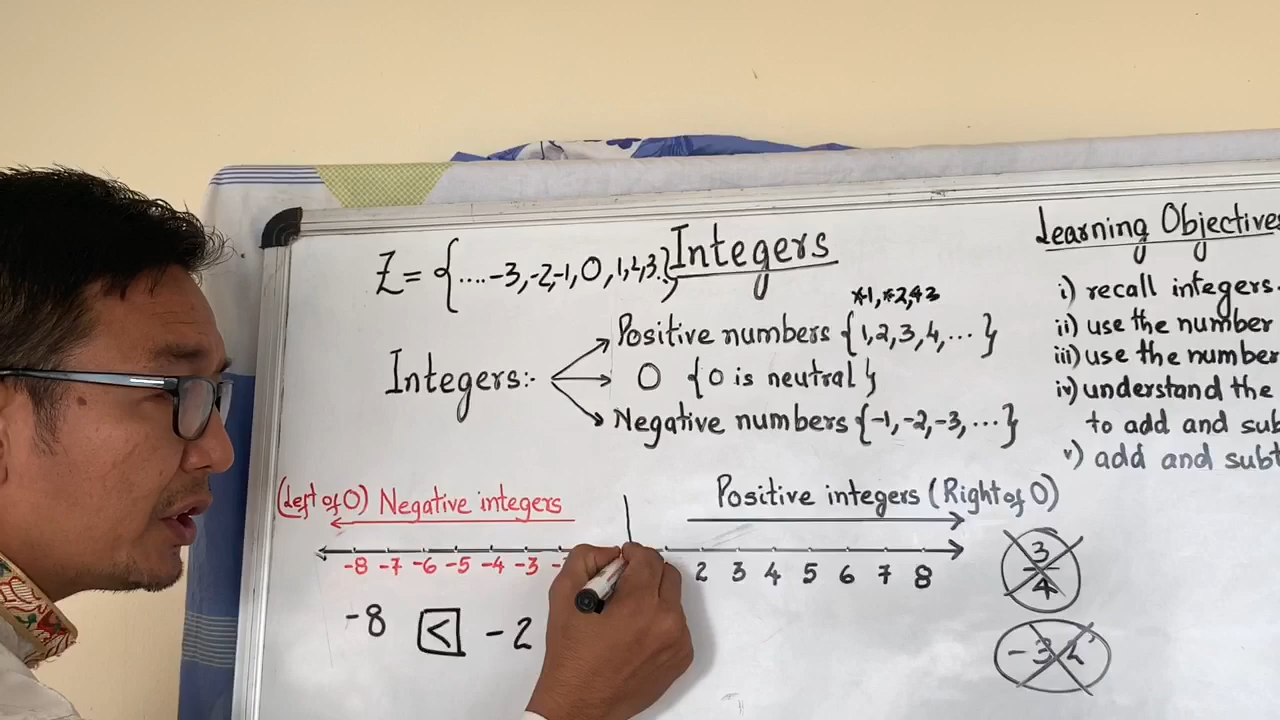 Integers
Z = {....-3,-2,-1,0,1,2,3.}
+1,+2,+3
Integers:-
Positive numbers {1,2,3,4,...}
0 {0 is neutral}
Negative numbers {-1,-2,-3,...}
Learning Objectives
i) recall integers.
ii) use the number
iii) use the number
iv) understand the
to add and sub
v) add and subt
(Left of 0) Negative integers
Positive integers (Right of 0)
-8 -7 -6 -5 -4 -3 2 3 4 5 6 7 8
-8 < -2
3
4
-3